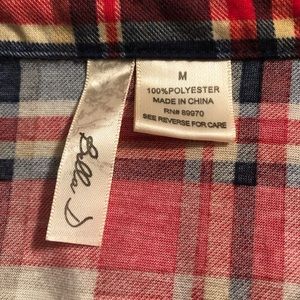 Bella D
M
100%POLYESTER
MADE IN CHINA
RN# 89970
SEE REVERSE FOR CARE